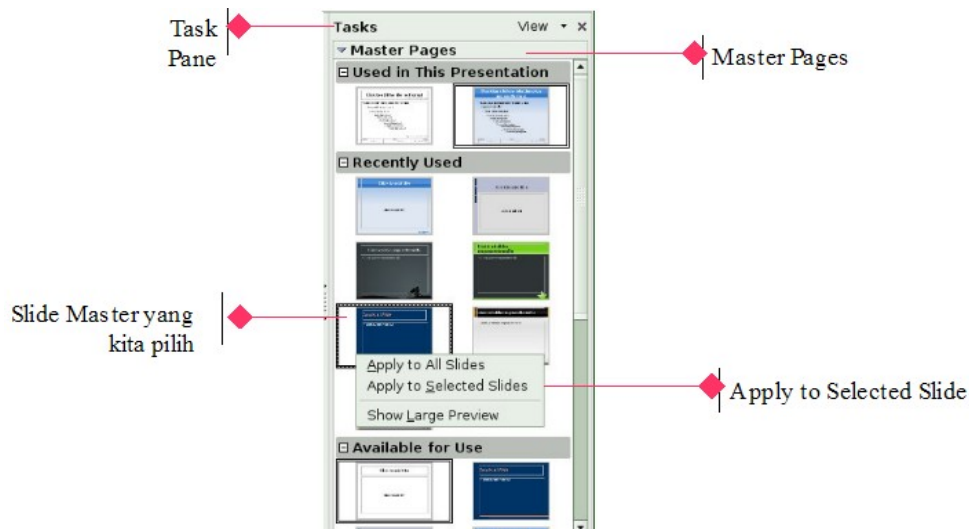 Task
Pane
Tasks View
Master Pages
Master Pages
Used in This Presentation
Recently Used
Slide Master yang
kita pilih
Apply to All Slides
Apply to Selected Slides
Show Large Preview
Apply to Selected Slide
Available for Use